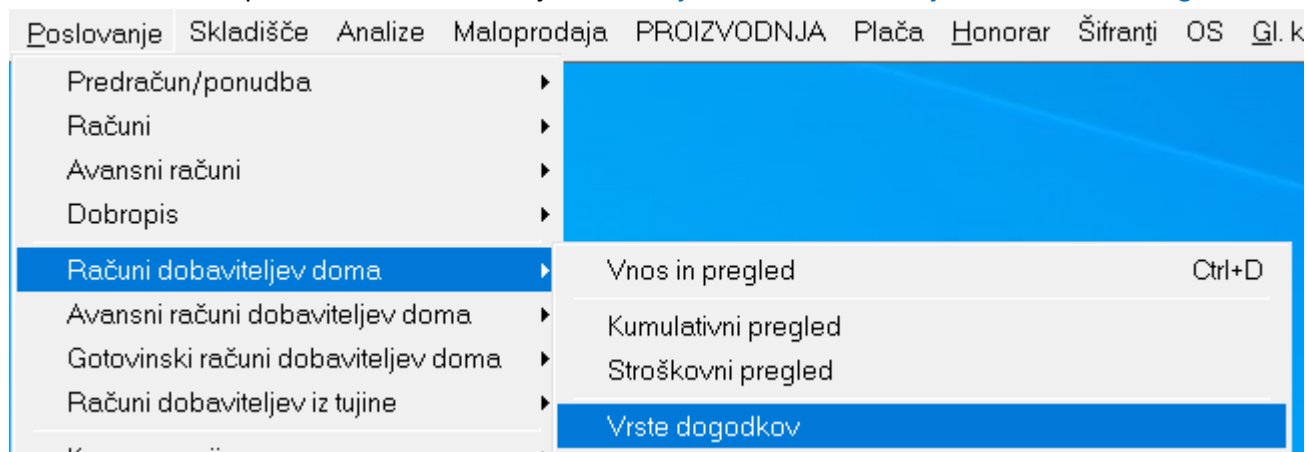 Poslovanje Skladišče Analize Maloprodaja PROIZVODNJA Plača Honorar Šifranti OS Gl. k
Predračun/ponudba
Računi
Avansni računi
Dobropis
Računi dobaviteljev doma
Avansni računi dobaviteljev doma
Gotovinski računi dobaviteljev doma
Računi dobaviteljev iz tujine
Vnos in pregled Ctrl+D
Kumulativni pregled
Stroškovni pregled
Vrste dogodkov